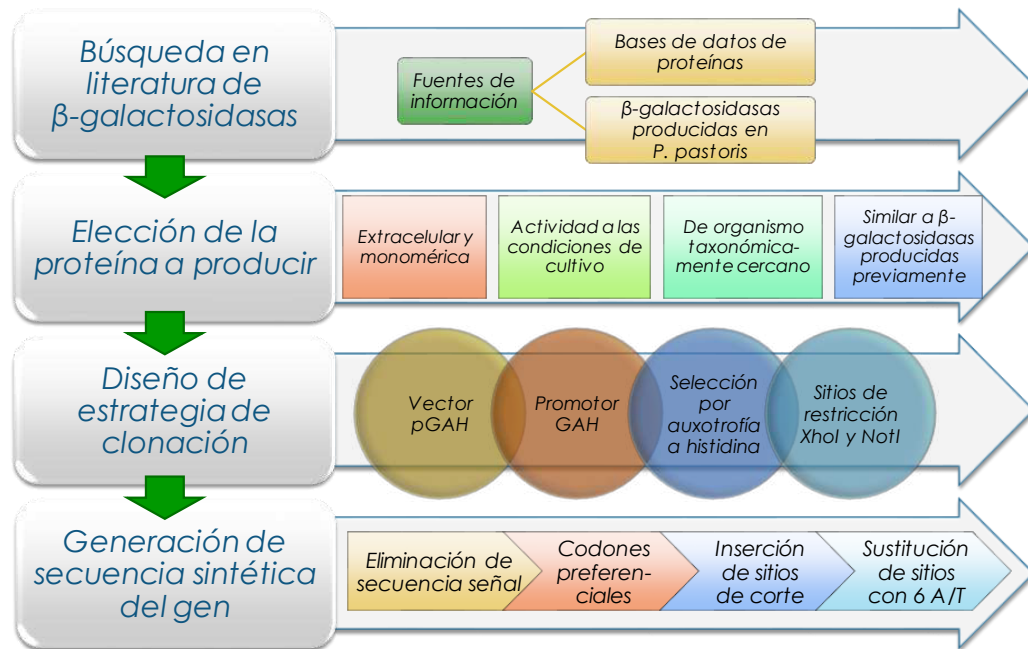 Búsqueda en
literatura de
β-galactosidasas
Fuentes de
información
Bases de datos de
proteínas
β-galactosidasas
producidas en
P. pastoris
Elección de la
proteína a producir
Extracelular y
monomérica
Actividad a las
condiciones de
cultivo
De organismo
taxonómica-
mente cercano
Similar a β-
galactosidasas
producidas
previamente
Diseño de
estrategia de
clonación
Vector
pGAH
Promotor
GAH
Selección
por
auxotrofía
a histidina
Sitios de
restricción
XhoI y NotI
Generación de
secuencia sintética
del gen
Eliminación de
secuencia señal
Codones
preferen-
ciales
Inserción
de sitios
de corte
Sustitución
de sitios
con 6 A/T